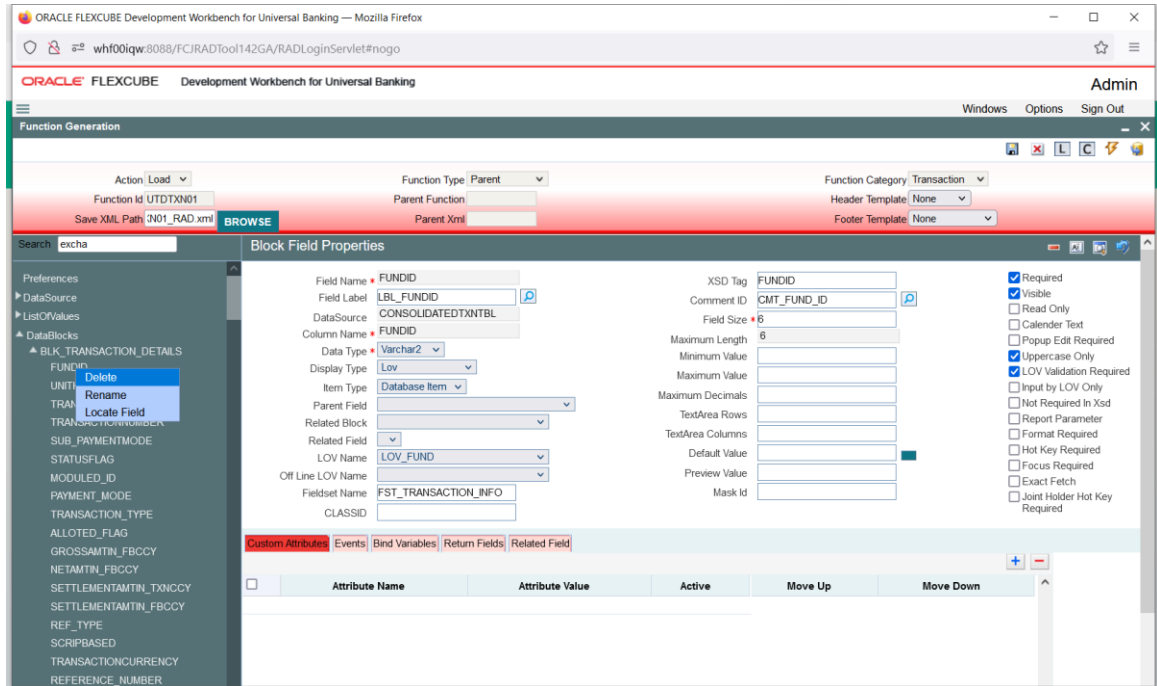 ORACLE FLEXCUBE Development Workbench for Universal Banking — Mozilla Firefox
whf00iqw:8088/FCJRADTool142GA/RADLoginServlet#nogo
ORACLE FLEXCUBE Development Workbench for Universal Banking Admin
Windows Options Sign Out
Function Generation
L C
Action Load Function Type Parent Function Category Transaction
Function Id UTDTXN01 Parent Function Header Template None
Save XML Path N01_RAD.xml BROWSE Parent Xml Footer Template None
Search excha
Preferences
DataSource
ListOfValues
DataBlocks
BLK_TRANSACTION_DETAILS
FUNDID
Delete
Rename
Locate Field
TRANSACTIONNUMBER
SUB_PAYMENTMODE
STATUSFLAG
MODULED_ID
PAYMENT_MODE
TRANSACTION_TYPE
ALLOTED_FLAG
GROSSAMTIN_FBCCY
NETAMTIN_FBCCY
SETTLEMENTAMTIN_TXNCCY
SETTLEMENTAMTIN_FBCCY
REF_TYPE
SCRIPBASED
TRANSACTIONCURRENCY
REFERENCE_NUMBER
Block Field Properties
Field Name * FUNDID
Field Label LBL_FUNDID
DataSource CONSOLIDATEDTXNTBL
Column Name * FUNDID
Data Type * Varchar2
Display Type Lov
Item Type Database Item
Parent Field
Related Block
Related Field
LOV Name LOV_FUND
Off Line LOV Name
Fieldset Name FST_TRANSACTION_INFO
CLASSID
XSD Tag FUNDID
Comment ID CMT_FUND_ID
Field Size * 6
Maximum Length 6
Minimum Value
Maximum Value
Maximum Decimals
TextArea Rows
TextArea Columns
Default Value
Preview Value
Mask Id
Required
Visible
Read Only
Calender Text
Popup Edit Required
Uppercase Only
LOV Validation Required
Input by LOV Only
Not Required In Xsd
Report Parameter
Format Required
Hot Key Required
Focus Required
Exact Fetch
Joint Holder Hot Key
Required
Custom Attributes Events Bind Variables Return Fields Related Field
Attribute Name Attribute Value Active Move Up Move Down